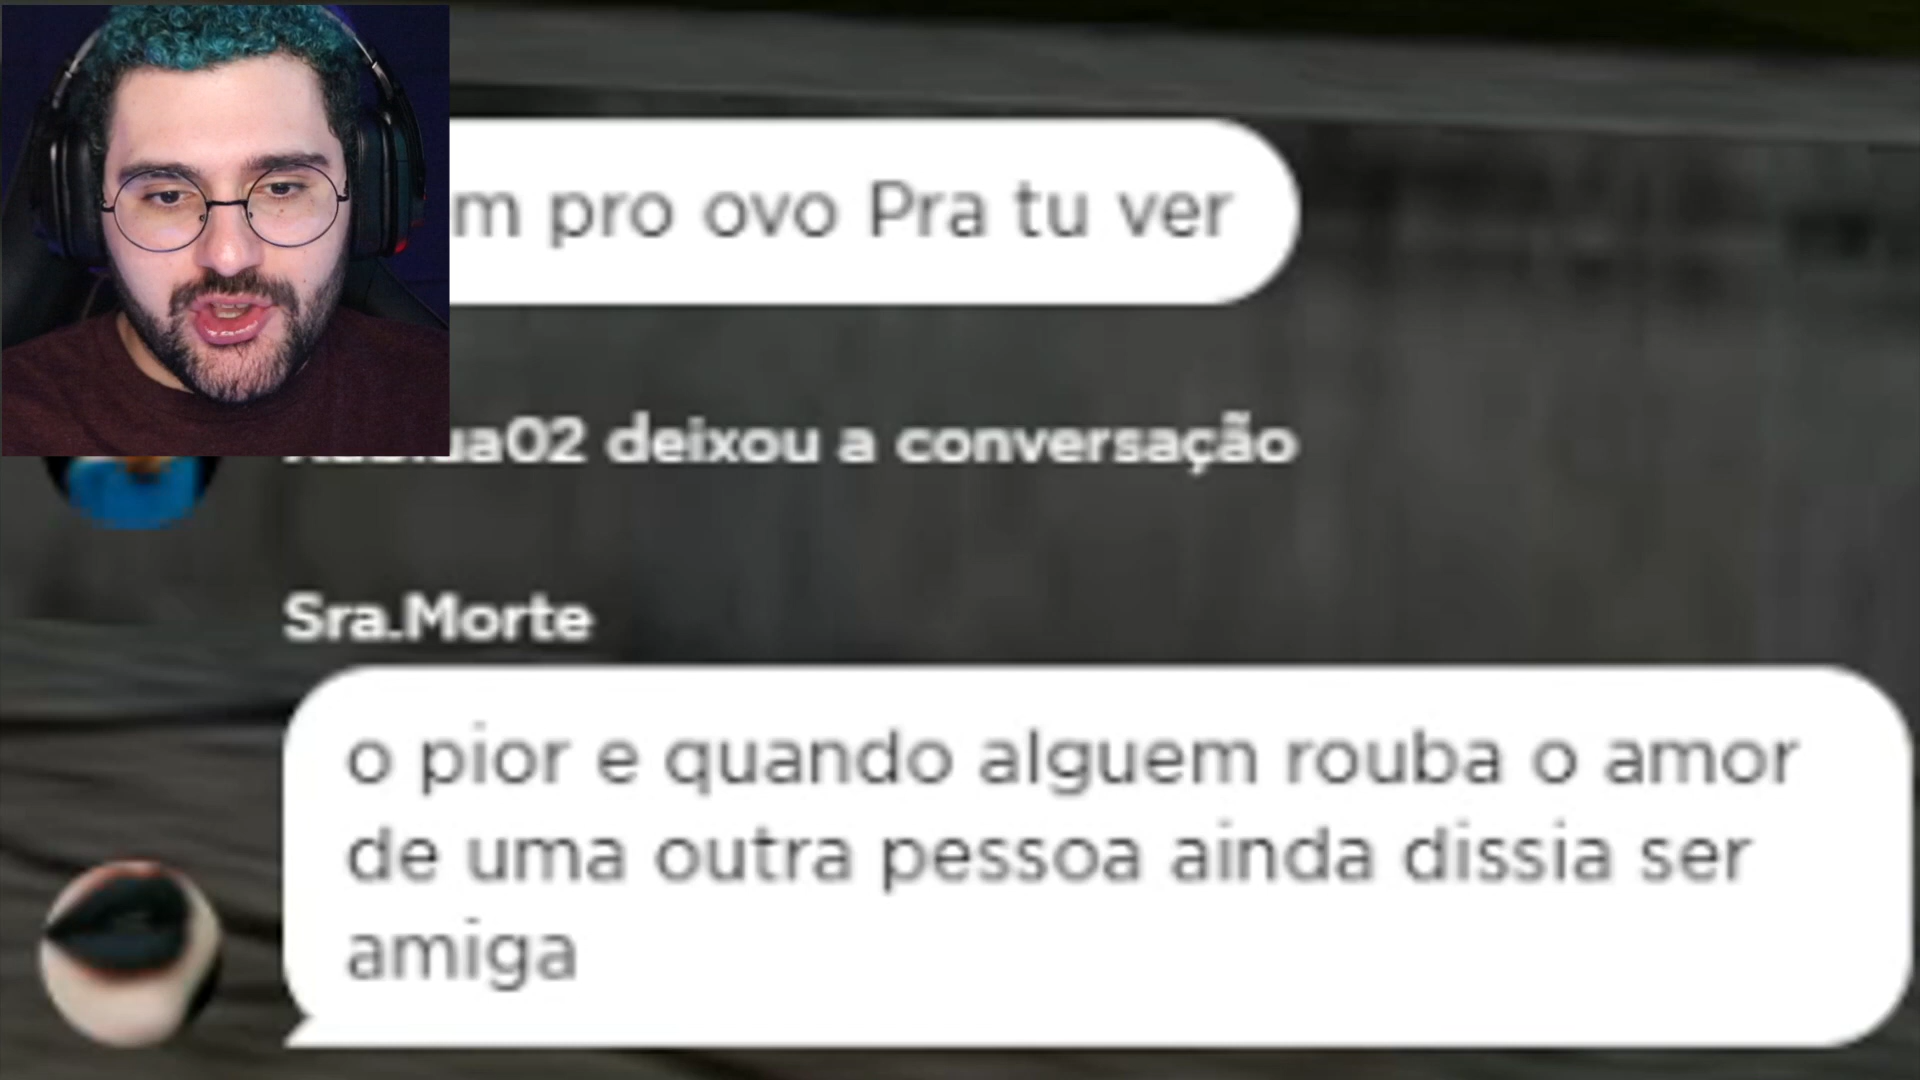 pro ovo Pra tu ver
deixou a conversação
Sra.Morte
o pior e quando alguem rouba o amor
de uma outra pessoa ainda dissia ser
amiga